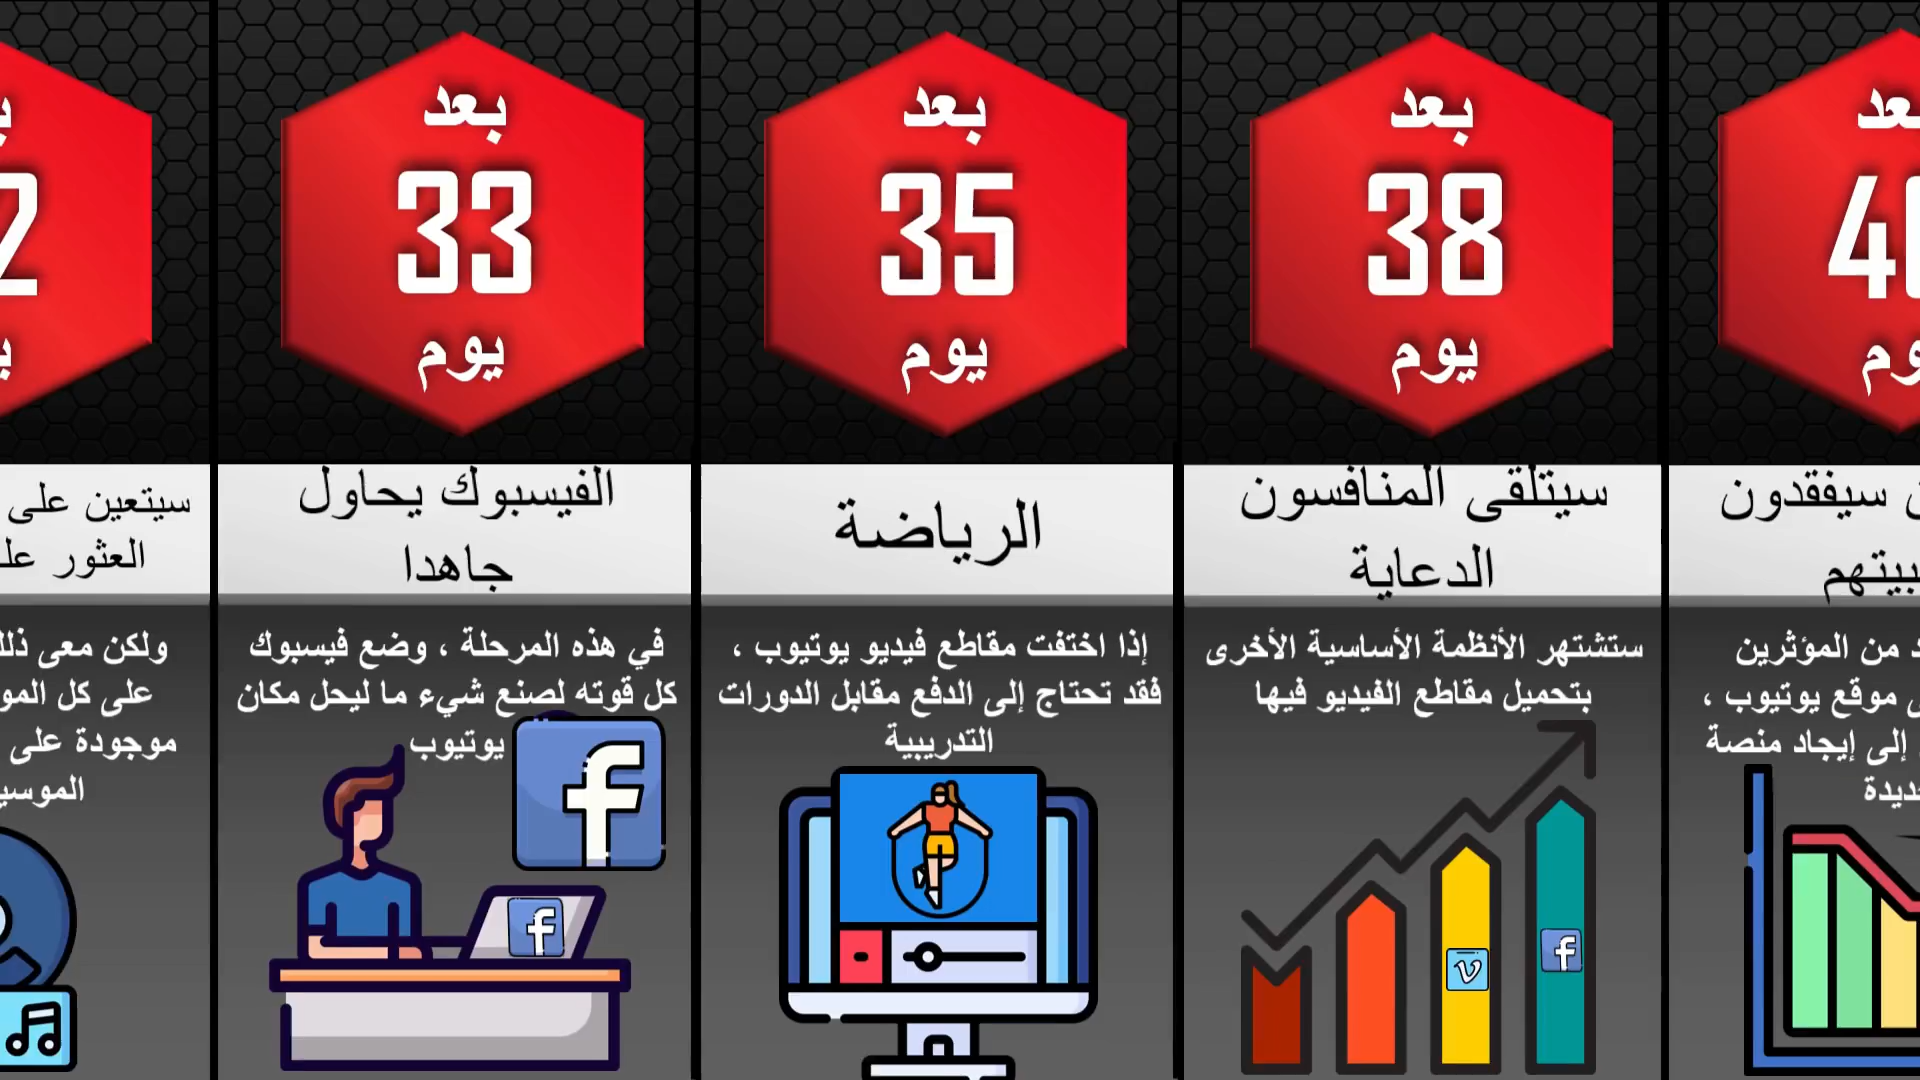 بعد
33
يوم
الفيسبوك يحاول
جاهدا
في هذه المرحلة ، وضع فيسبوك
كل قوته لصنع شيء ما ليحل مكان
يوتيوب
بعد
35
يوم
الرياضة
إذا اختفت مقاطع فيديو يوتيوب ،
فقد تحتاج إلى الدفع مقابل الدورات
التدريبية
بعد
38
يوم
سيتلقى المنافسون
الدعاية
ستشتهر الأنظمة الأساسية الأخرى
بتحميل مقاطع الفيديو فيها
سيتعين على
العثور
ولكن معى
على كل
موجودة على
سيفقدون
من المؤثرين
موقع يوتيوب ،
إلى إيجاد منصة